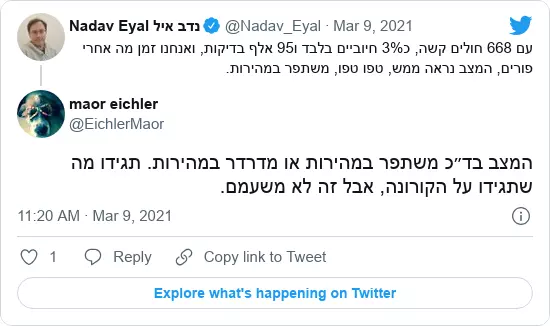 Nadav Eyal נדב איל @Nadav_Eyal · Mar 9, 2021
עם 668 חולים קשה, כ3% חיוביים בלבד ו95 אלף בדיקות, ואנחנו זמן מה אחרי
פורים, המצב נראה ממש, טפו טפו, משתפר במהירות.
maor eichler
@EichlerMaor
המצב בד״כ משתפר במהירות או מדרדר במהירות. תגידו מה
שתגידו על הקורונה, אבל זה לא משעמם.
11:20 AM · Mar 9, 2021
1 Reply Copy link to Tweet
Explore what's happening on Twitter